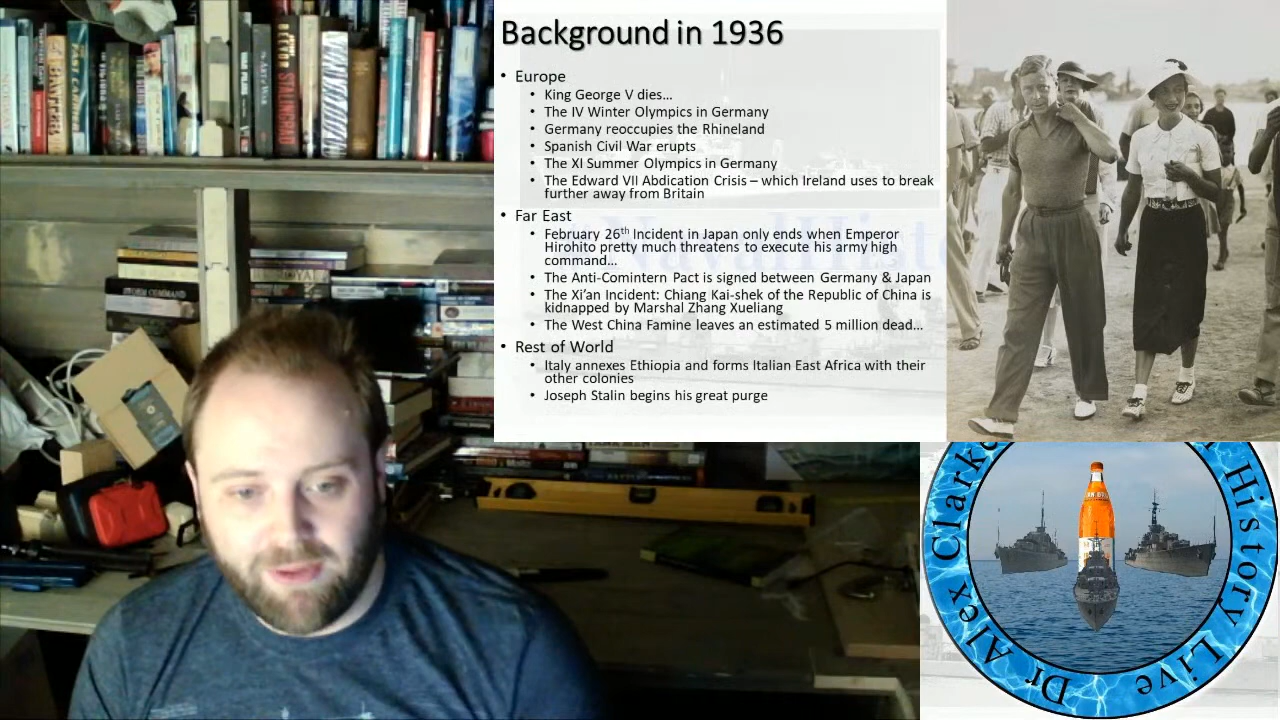 Background in 1936
• Europe
• King George V dies...
• The IV Winter Olympics in Germany
• Germany reoccupies the Rhineland
• Spanish Civil War erupts
• The XI Summer Olympics in Germany
• The Edward VII Abdication Crisis – which Ireland uses to break
further away from Britain
• Far East
• February 26th Incident in Japan only ends when Emperor
Hirohito pretty much threatens to execute his army high
command...
• The Anti-Comintern Pact is signed between Germany & Japan
• The Xi'an Incident: Chiang Kai-shek of the Republic of China is
kidnapped by Marshal Zhang Xueliang
• The West China Famine leaves an estimated 5 million dead...
• Rest of World
• Italy annexes Ethiopia and forms Italian East Africa with their
other colonies
• Joseph Stalin begins his great purge
STALINGRAD
STORM COMMAND
Dr Alex Clarke
History Live